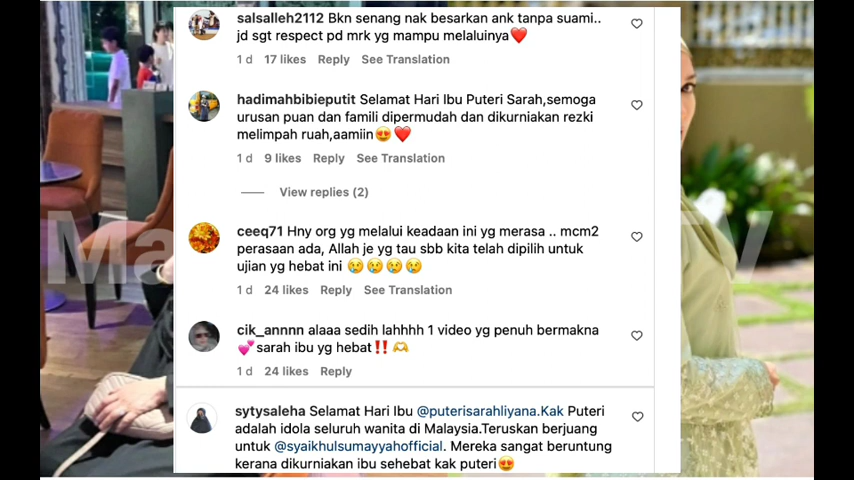 salsalleh2112 Bkn senang nak besarkan ank tanpa suami..
jd sgt respect pd mrk yg mampu melaluinya❤️
1 d 17 likes Reply See Translation
hadimahbibieputit Selamat Hari Ibu Puteri Sarah,semoga
urusan puan dan famili dipermudah dan dikurniakan rezki
melimpah ruah,aamiin😍❤️
1 d 9 likes Reply See Translation
View replies (2)
ceeq71 Hny org yg melalui keadaan ini yg merasa .. mcm2
perasaan ada, Allah je yg tau sbb kita telah dipilih untuk
ujian yg hebat ini 😢😢😢😢
1 d 24 likes Reply See Translation
cik_annnn alaaa sedih lahhhh 1 video yg penuh bermakna
💞sarah ibu yg hebat‼️🫶
1 d 24 likes Reply
sytysaleha Selamat Hari Ibu @puterisarahliyana.Kak Puteri
adalah idola seluruh wanita di Malaysia.Teruskan berjuang
untuk @syaikhulsumayyahofficial. Mereka sangat beruntung
kerana dikurniakan ibu sehebat kak puteri😍